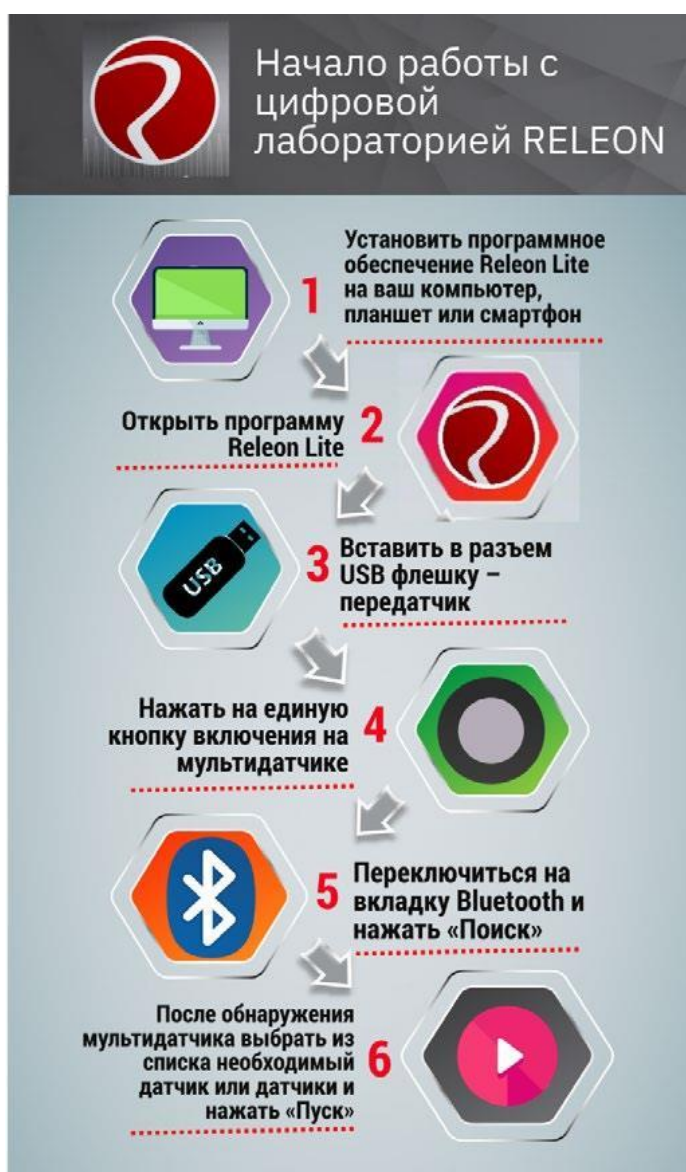 Начало работы с
цифровой
лабораторией RELEON
1
Установить программное
обеспечение Releon Lite
на ваш компьютер,
планшет или смартфон
Открыть программу
Releon Lite
2
USB
3
Вставить в разъем
USB флешку –
передатчик
Нажать на единую
кнопку включения на
мультидатчике
4
5
Переключиться на
вкладку Bluetooth и
нажать «Поиск»
После обнаружения
мультидатчика выбрать из
списка необходимый
датчик или датчики и
нажать «Пуск»
6